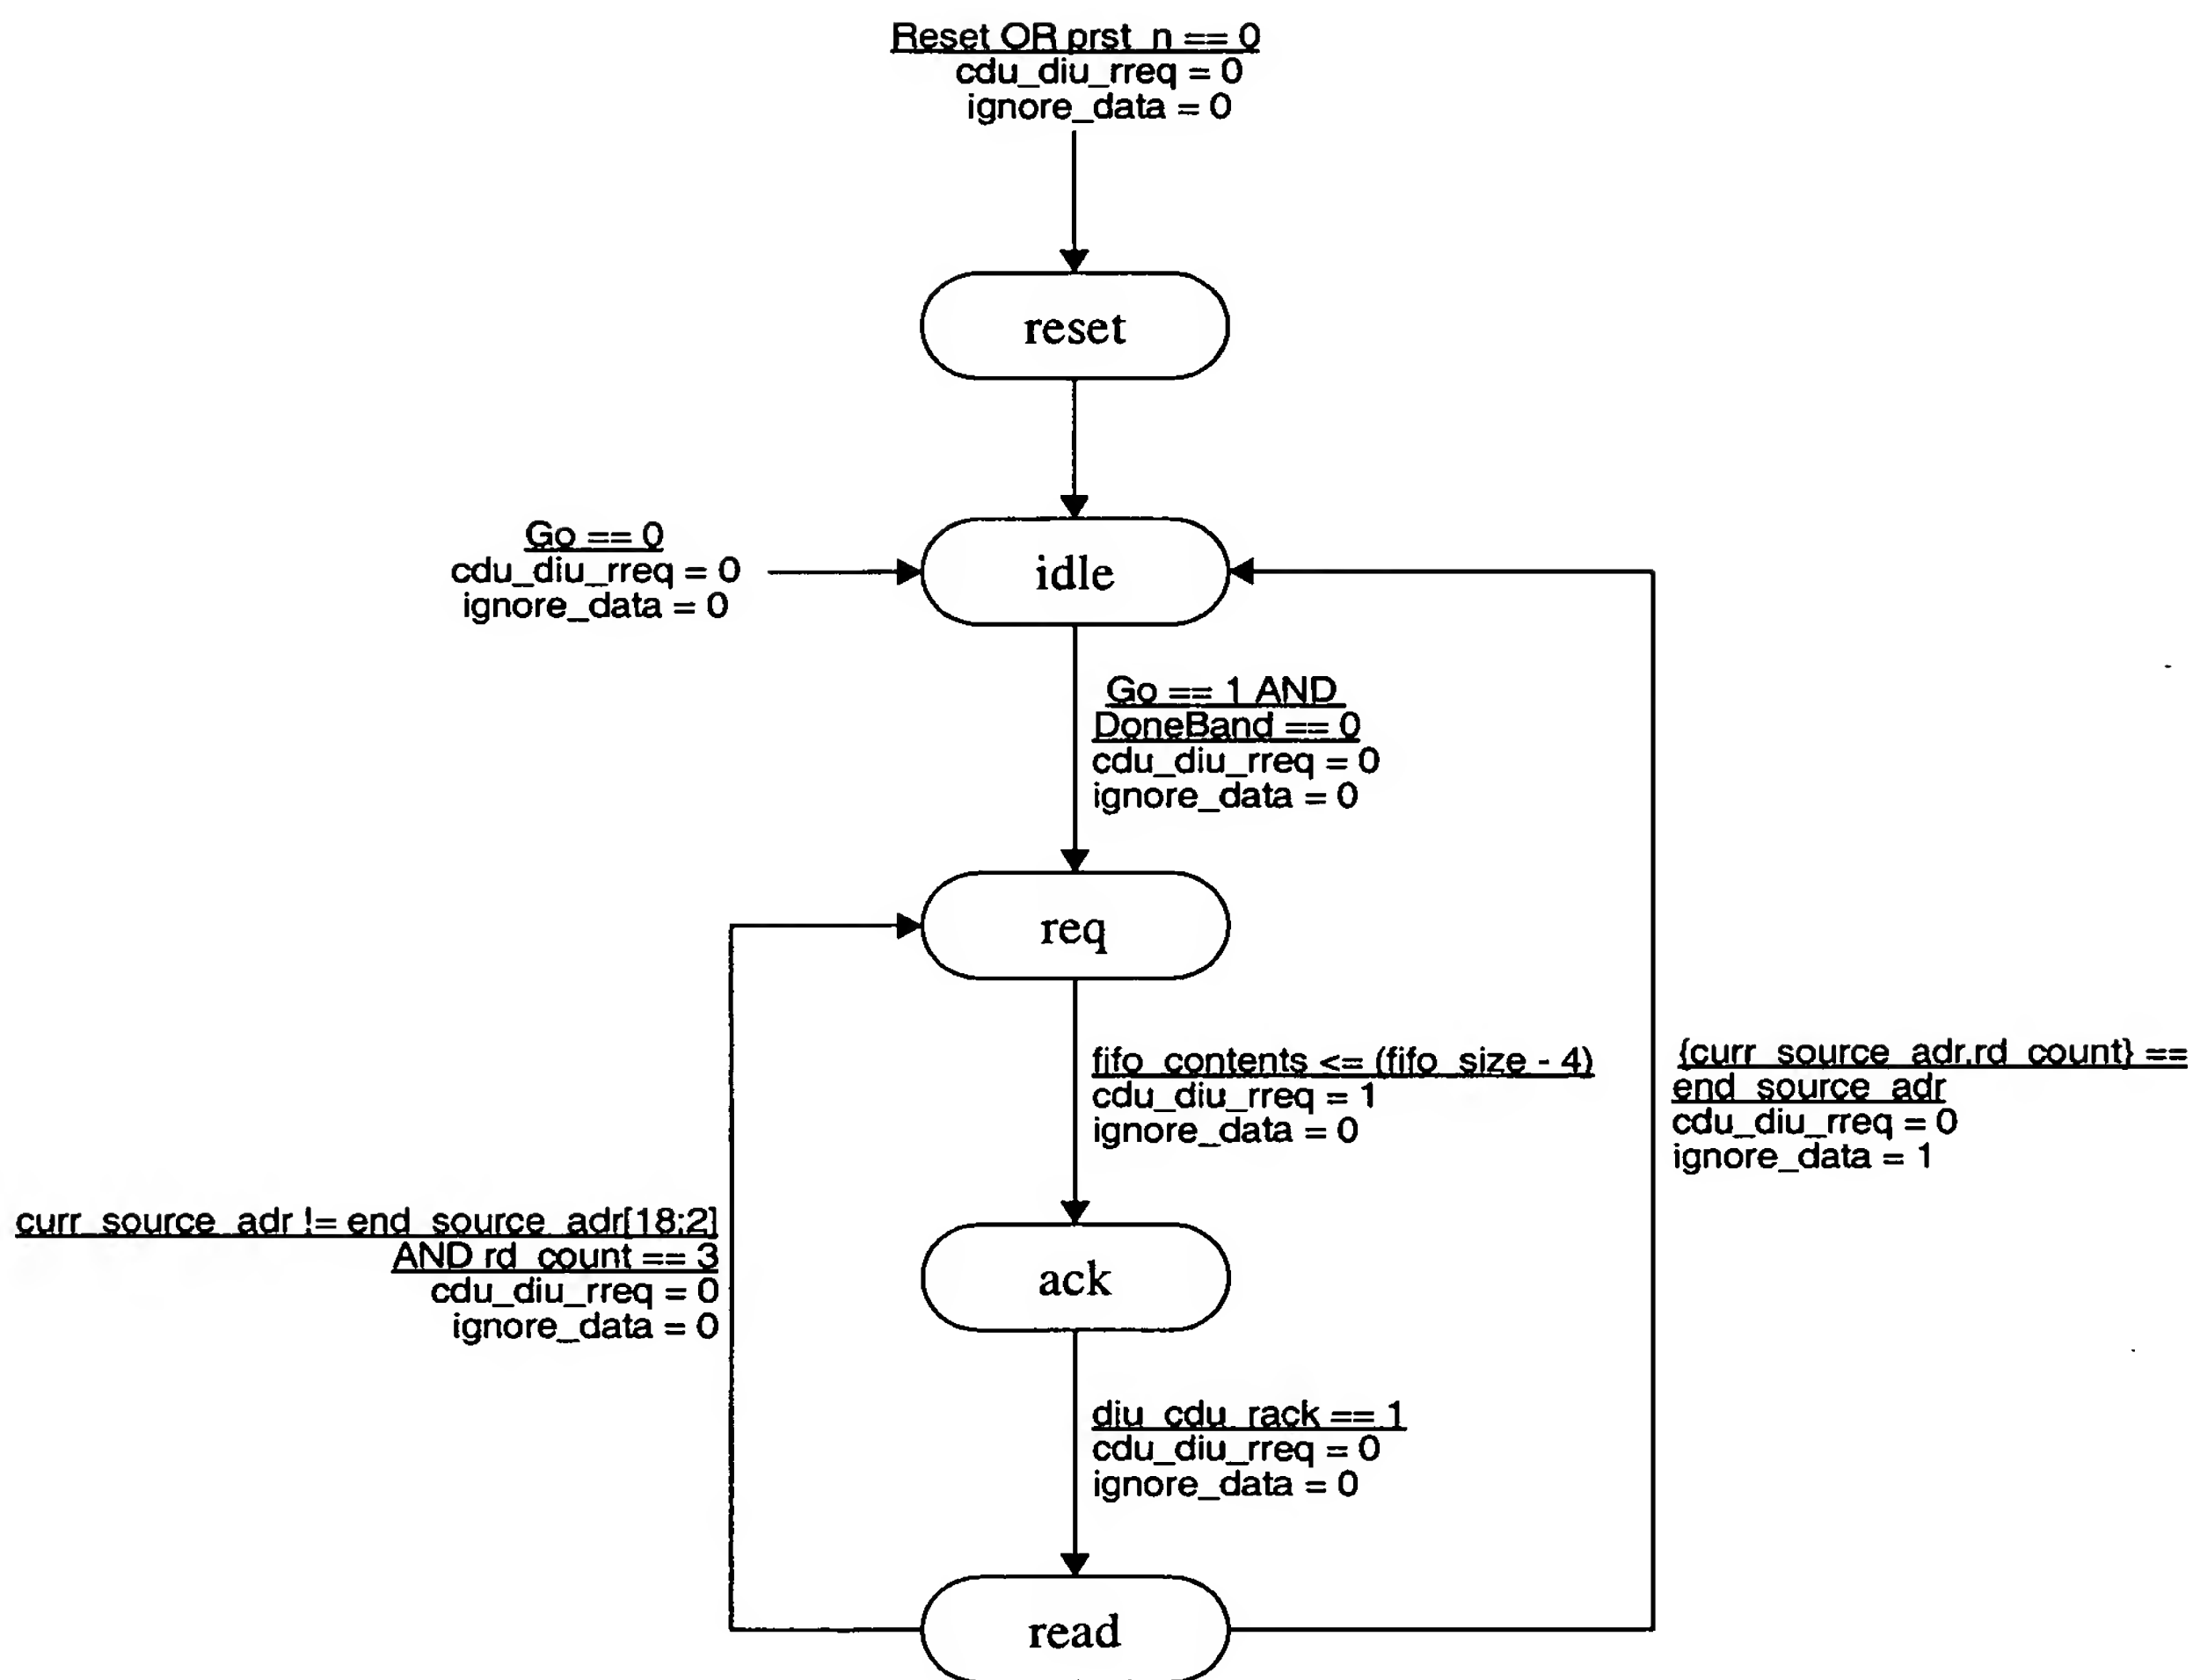 Reset OR prst_n == 0
cdu_diu_rreq = 0
ignore_data = 0
reset
Go == 0
cdu_diu_rreq = 0
ignore_data = 0
idle
Go == 1 AND
DoneBand == 0
cdu_diu_rreq = 0
ignore_data = 0
req
fifo_contents <= (fifo_size - 4)
cdu_diu_rreq = 1
ignore_data = 0
{curr_source_adr,rd_count} ==
end_source_adr
cdu_diu_rreq = 0
ignore_data = 1
curr_source_adr != end_source_adr[18:2]
AND rd_count == 3
cdu_diu_rreq = 0
ignore_data = 0
ack
diu_cdu_rack == 1
cdu_diu_rreq = 0
ignore_data = 0
read